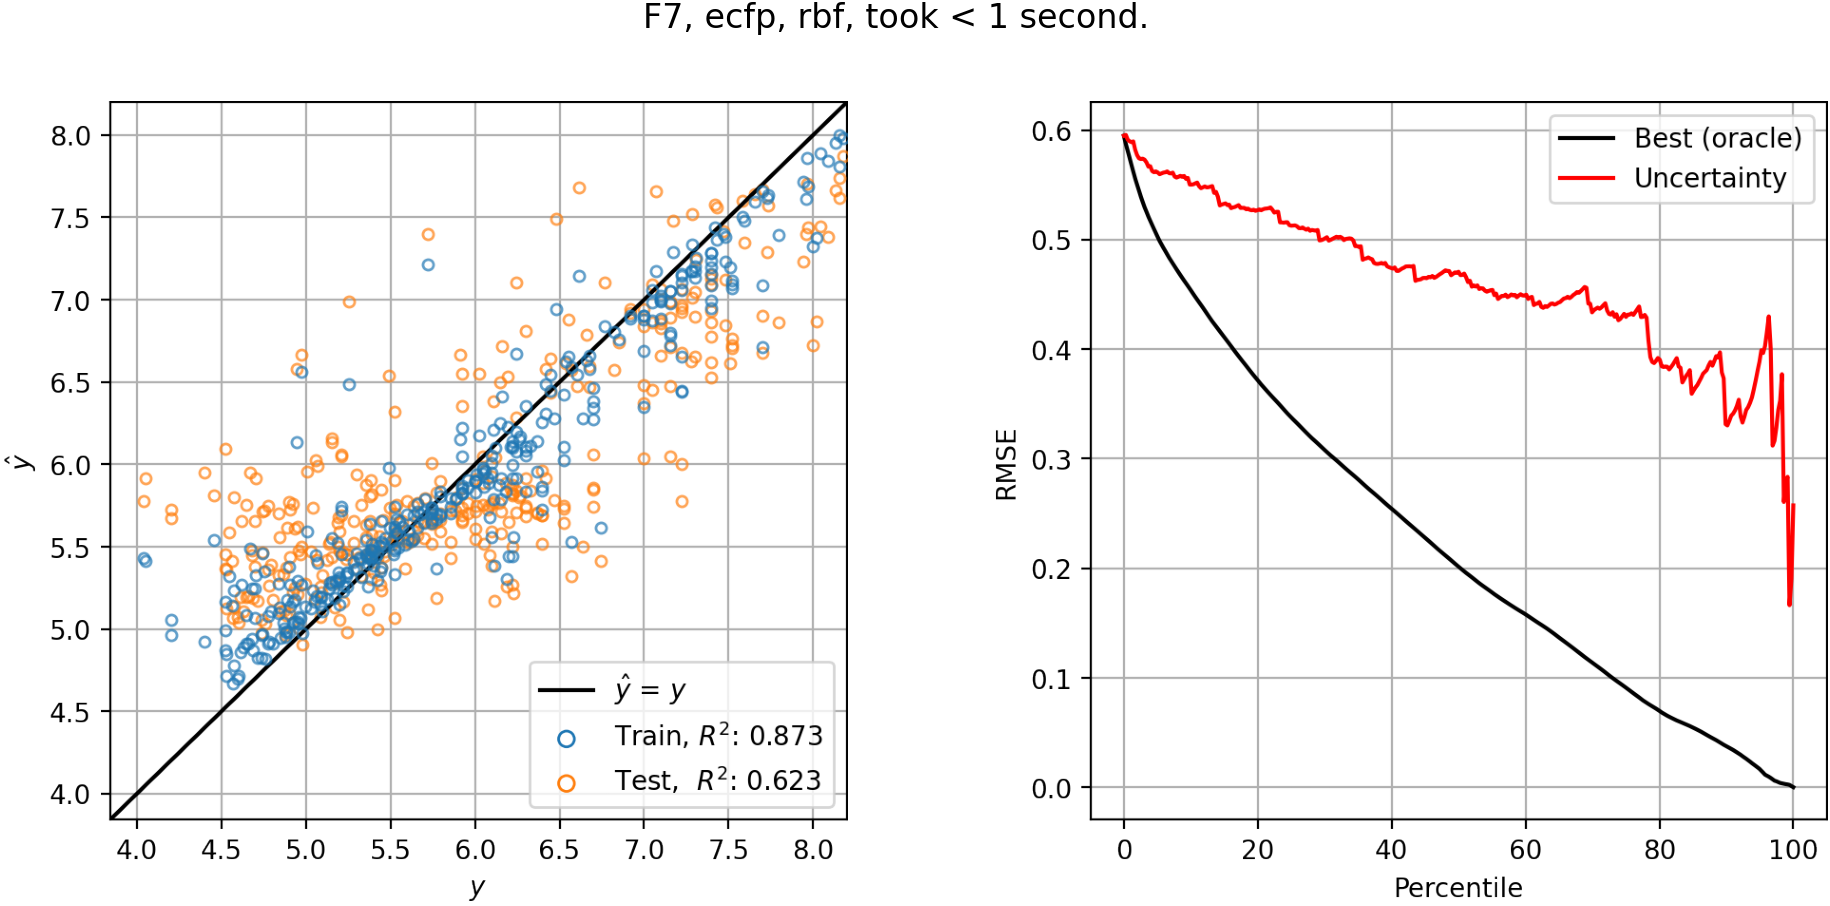 F7, ecfp, rbf, took < 1 second.
8.0
7.5
7.0
6.5
6.0
5.5
5.0
4.5
4.0
ŷ
ŷ = y
Train, R²: 0.873
Test, R²: 0.623
4.0 4.5 5.0 5.5 6.0 6.5 7.0 7.5 8.0
y
0.6
0.5
0.4
0.3
0.2
0.1
0.0
RMSE
Best (oracle)
Uncertainty
0 20 40 60 80 100
Percentile